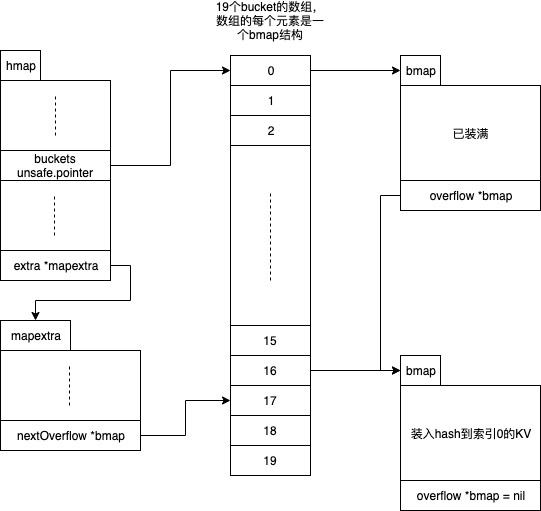 19个bucket的数组，
数组的每个元素是一
个bmap结构
hmap
buckets
unsafe.pointer
extra *mapextra
mapextra
nextOverflow *bmap
0
1
2
15
16
17
18
19
bmap
已装满
overflow *bmap
bmap
装入hash到索引0的KV
overflow *bmap = nil